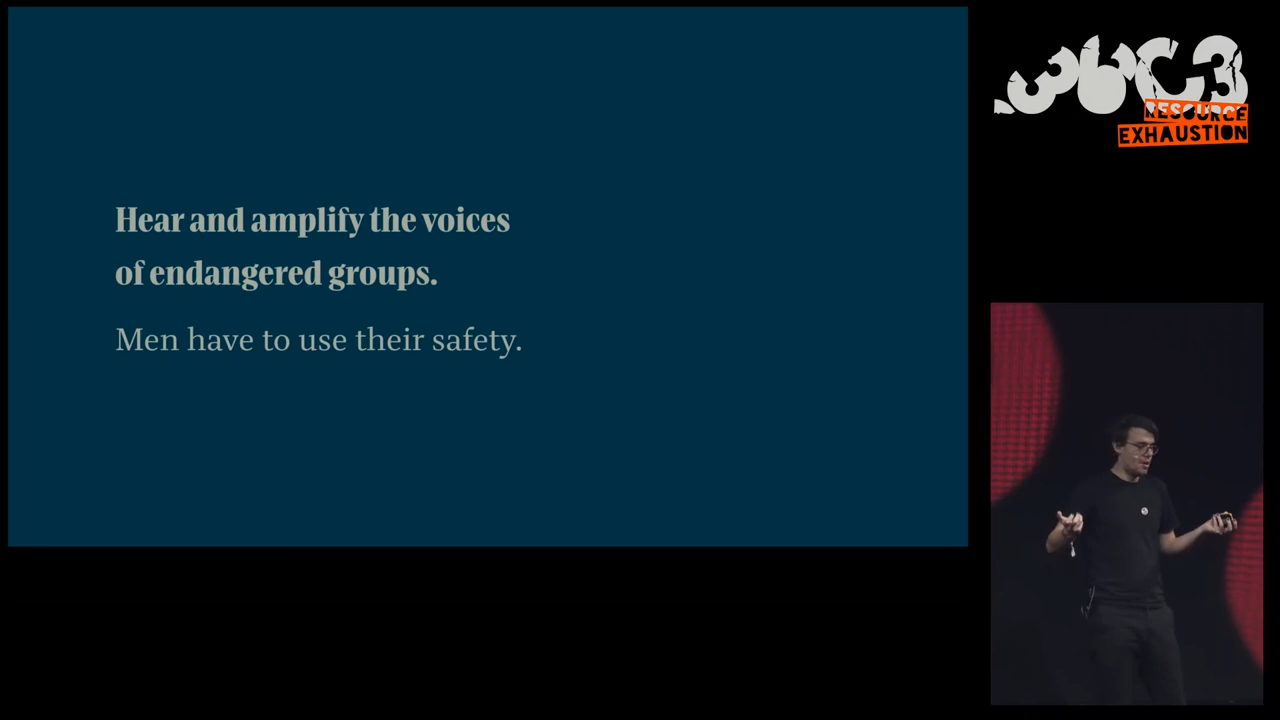 Hear and amplify the voices
of endangered groups.
Men have to use their safety.
36C3
RESOURCE
EXHAUSTION